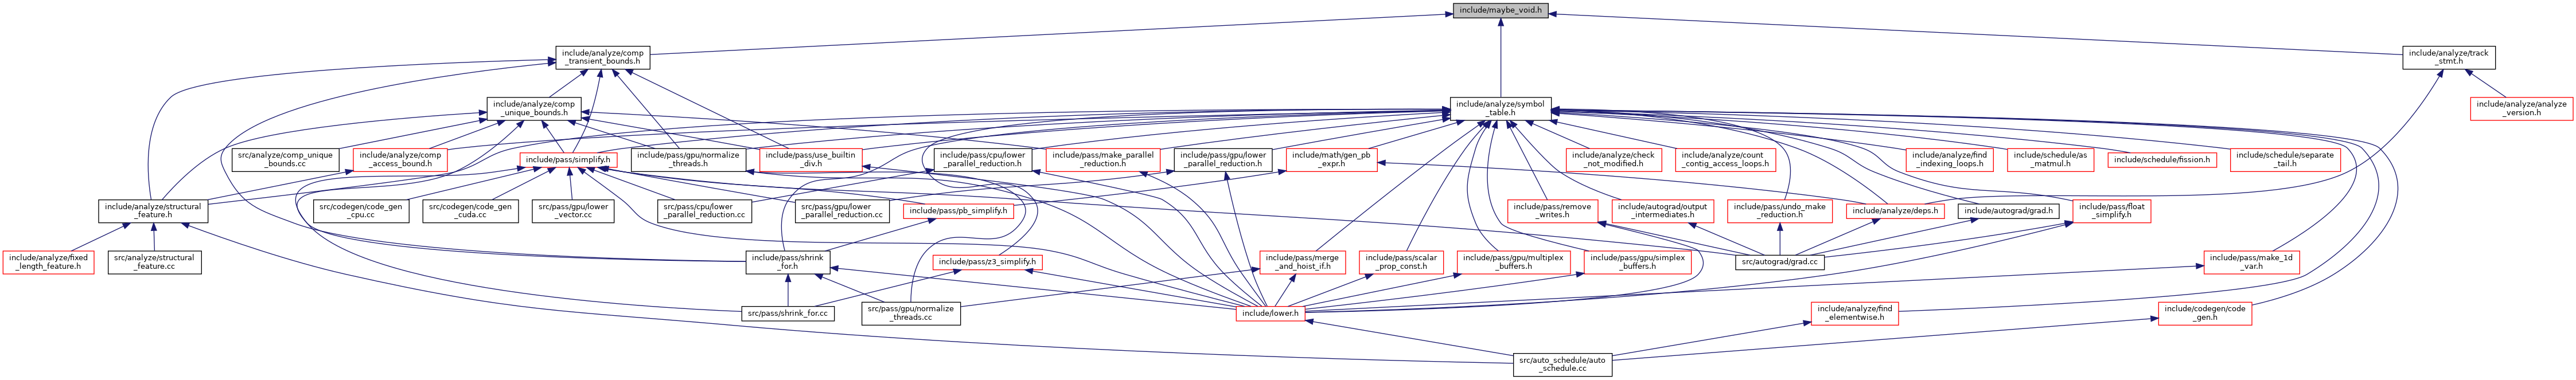 include/maybe_void.h
include/analyze/comp
_transient_bounds.h
include/analyze/track
_stmt.h
include/analyze/comp
_unique_bounds.h
include/analyze/symbol
_table.h
include/analyze/analyze
_version.h
src/analyze/comp_unique
_bounds.cc
include/analyze/comp
_access_bound.h
include/pass/simplify.h
include/pass/gpu/normalize
_threads.h
include/pass/use_builtin
_div.h
include/pass/cpu/lower
_parallel_reduction.h
include/pass/make_parallel
_reduction.h
include/pass/gpu/lower
_parallel_reduction.h
include/math/gen_pb
_expr.h
include/analyze/check
_not_modified.h
include/analyze/count
_contig_access_loops.h
include/analyze/find
_indexing_loops.h
include/schedule/as
_matmul.h
include/schedule/fission.h
include/schedule/separate
_tail.h
include/analyze/structural
_feature.h
src/codegen/code_gen
_cpu.cc
src/codegen/code_gen
_cuda.cc
src/pass/gpu/lower
_vector.cc
src/pass/cpu/lower
_parallel_reduction.cc
src/pass/gpu/lower
_parallel_reduction.cc
include/pass/pb_simplify.h
include/pass/remove
_writes.h
include/autograd/output
_intermediates.h
include/pass/undo_make
_reduction.h
include/analyze/deps.h
include/autograd/grad.h
include/pass/float
_simplify.h
include/analyze/fixed
_length_feature.h
src/analyze/structural
_feature.cc
include/pass/shrink
_for.h
include/pass/z3_simplify.h
include/pass/merge
_and_hoist_if.h
include/pass/scalar
_prop_const.h
include/pass/gpu/multiplex
_buffers.h
include/pass/gpu/simplex
_buffers.h
src/autograd/grad.cc
include/pass/make_1d
_var.h
src/pass/shrink_for.cc
src/pass/gpu/normalize
_threads.cc
include/lower.h
include/analyze/find
_elementwise.h
include/codegen/code
_gen.h
src/auto_schedule/auto
_schedule.cc